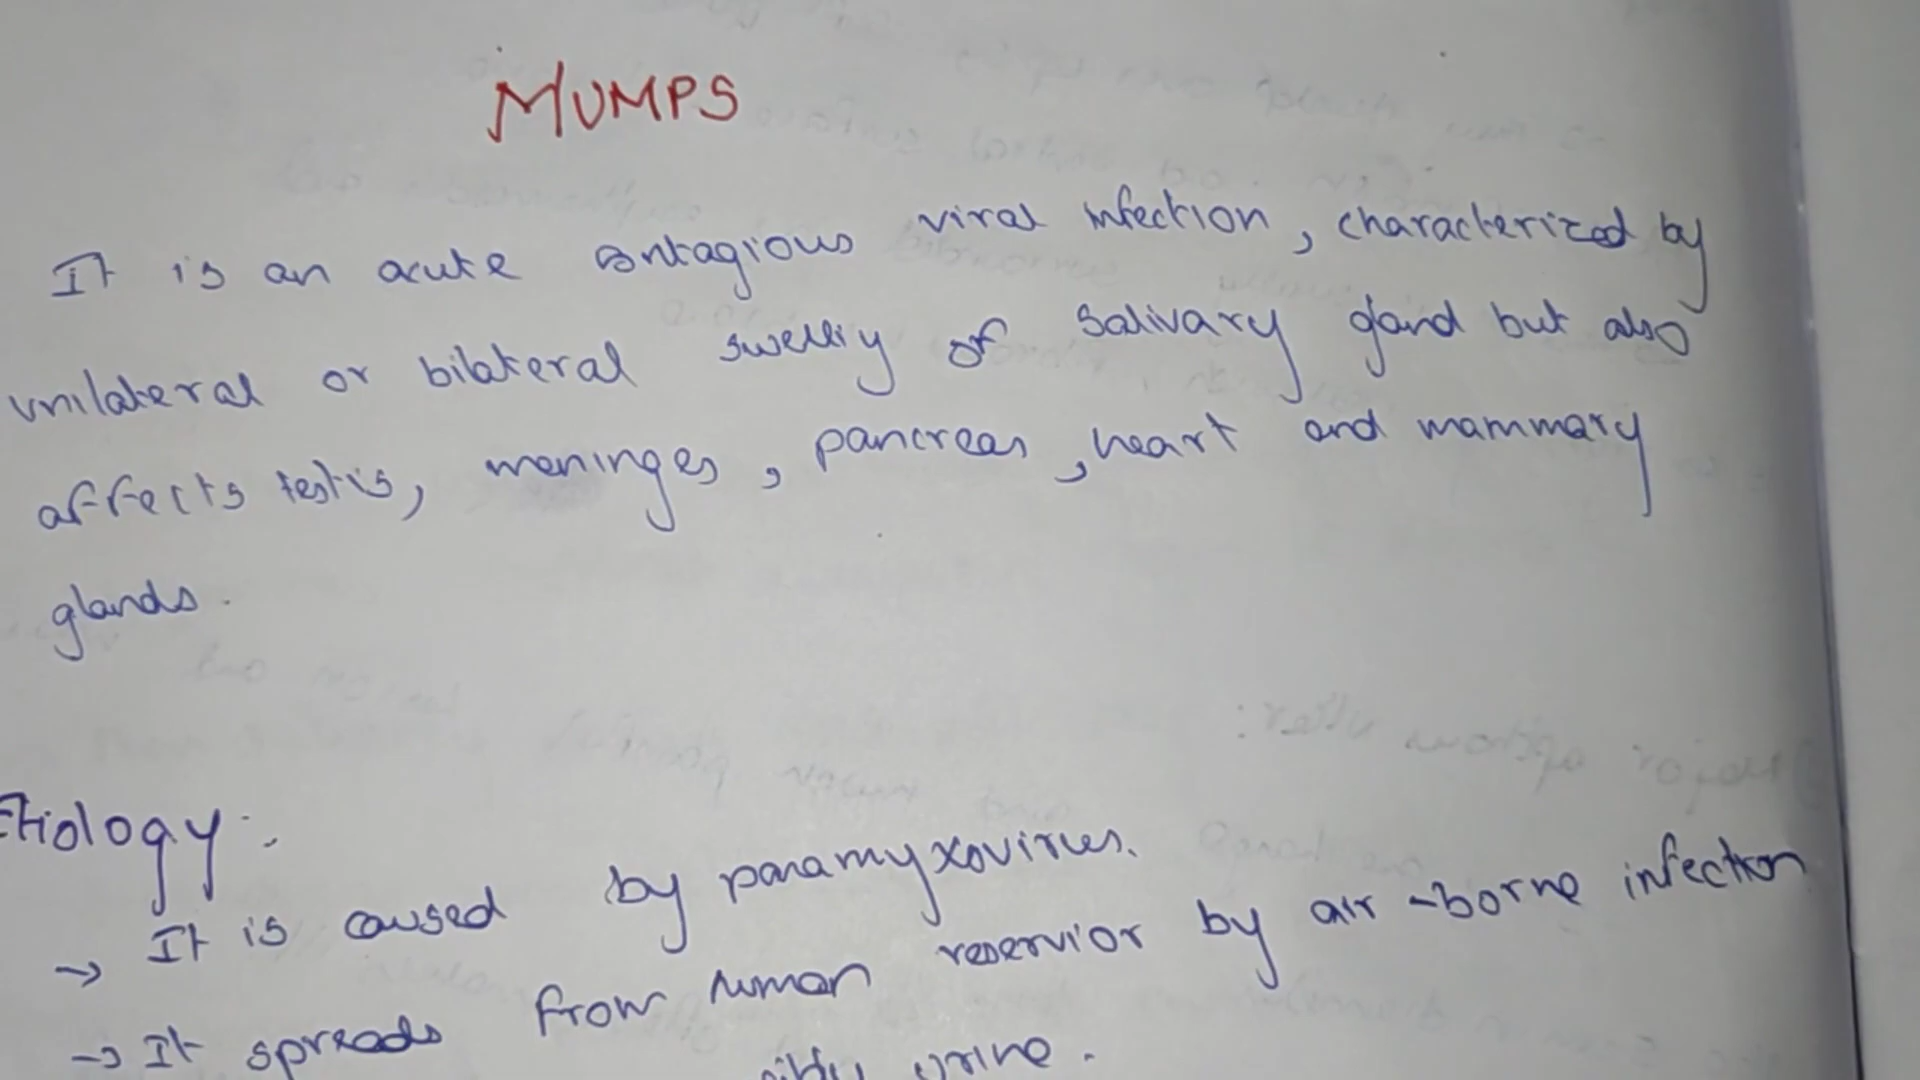 MUMPS
It is an acute contagious viral infection, characterized by
unilateral or bilateral swelliy of salivary gland but also
affects testis, meninges, pancreas, heart and mammary
glands.
Etiology:-
→ It is caused by paramyxovirus.
→ It spreads from human reservior by air-borne infection
urine.